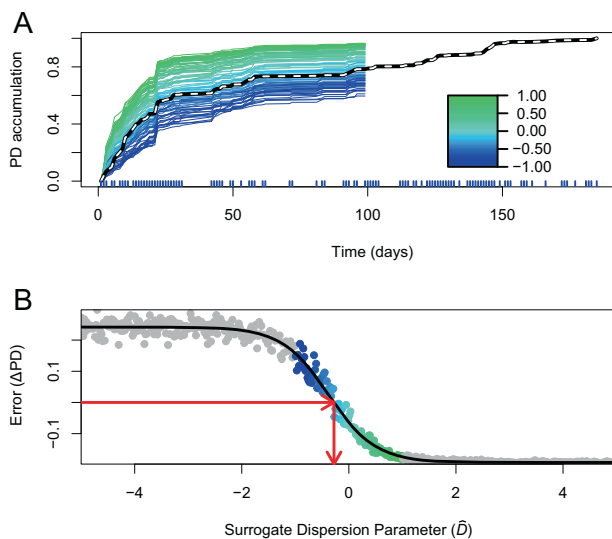 A
PD accumulation
0.0 0.4 0.8
1.00
0.50
0.00
−0.50
−1.00
0 50 100 150
Time (days)
B
Error (ΔPD)
−0.1 0.1
−4 −2 0 2 4
Surrogate Dispersion Parameter (D̂)